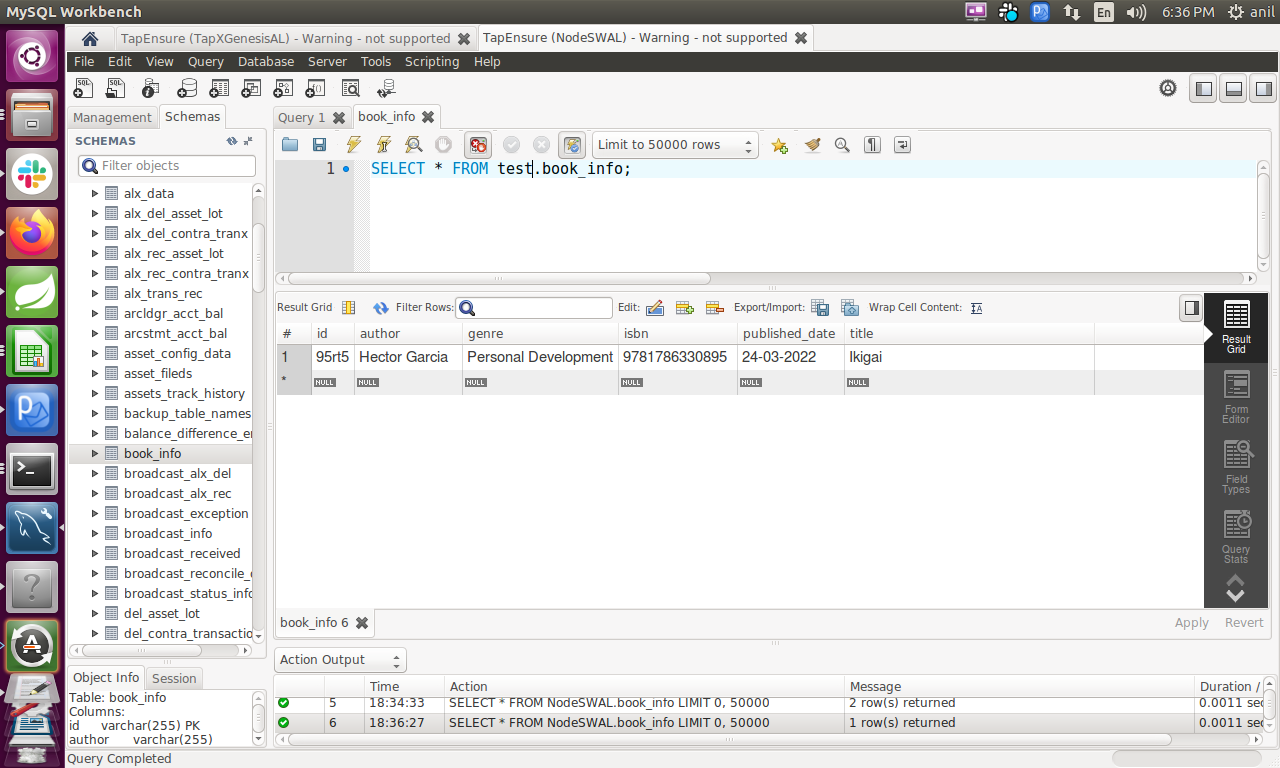 MySQL Workbench
En
6:36 PM
anil
TapEnsure (TapXGenesisAL) - Warning - not supported
TapEnsure (NodeSWAL) - Warning - not supported
File Edit View Query Database Server Tools Scripting Help
Management
Schemas
Query 1
book_info
SCHEMAS
Filter objects
Limit to 50000 rows
alx_data
alx_del_asset_lot
alx_del_contra_tranx
alx_rec_asset_lot
alx_rec_contra_tranx
alx_trans_rec
arcldgr_acct_bal
arcstmt_acct_bal
asset_config_data
asset_fileds
assets_track_history
backup_table_names
balance_difference_e
book_info
broadcast_alx_del
broadcast_alx_rec
broadcast_exception
broadcast_info
broadcast_received
broadcast_reconcile_
broadcast_status_info
del_asset_lot
del_contra_transactio
1
SELECT * FROM test.book_info;
Result Grid
Filter Rows:
Edit:
Export/Import:
Wrap Cell Content:
# id author genre isbn published_date title
1 95rt5 Hector Garcia Personal Development 9781786330895 24-03-2022 Ikigai
* NULL NULL NULL NULL NULL NULL
Result
Grid
Form
Editor
Field
Types
Query
Stats
book_info 6
Apply
Revert
Action Output
Time Action Message Duration /
5 18:34:33 SELECT * FROM NodeSWAL.book_info LIMIT 0, 50000 2 row(s) returned 0.0011 sec
6 18:36:27 SELECT * FROM NodeSWAL.book_info LIMIT 0, 50000 1 row(s) returned 0.0011 sec
Object Info
Session
Table: book_info
Columns:
id varchar(255) PK
author varchar(255)
Query Completed